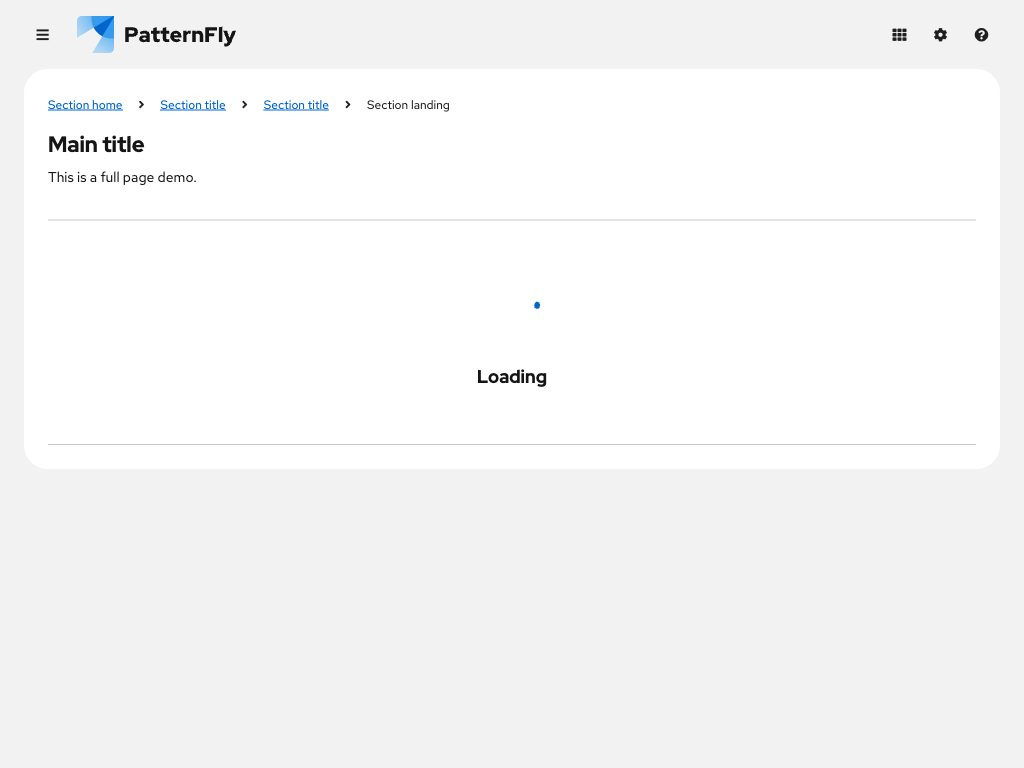 PatternFly
Section home Section title Section title Section landing
Main title
This is a full page demo.
Loading